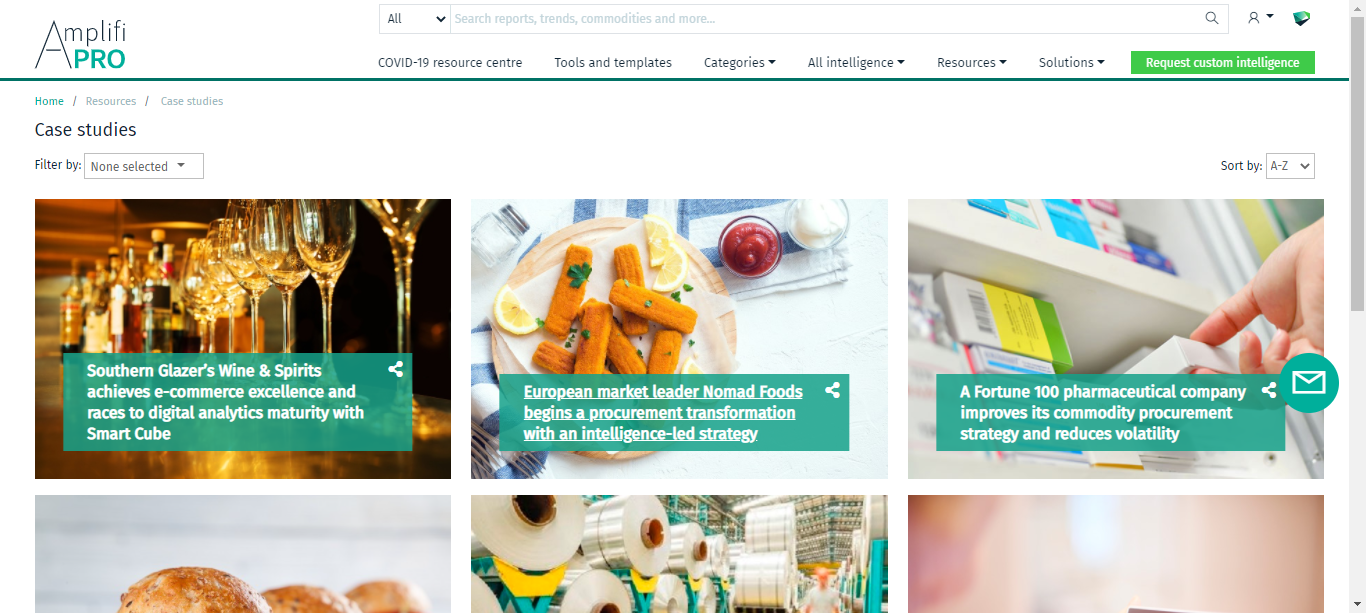 Amplifi
PRO
All
Search reports, trends, commodities and more...
COVID-19 resource centre
Tools and templates
Categories
All intelligence
Resources
Solutions
Request custom intelligence
Home / Resources / Case studies
Case studies
Filter by: None selected
Sort by: A-Z
Southern Glazer's Wine & Spirits
achieves e-commerce excellence and
races to digital analytics maturity with
Smart Cube
European market leader Nomad Foods
begins a procurement transformation
with an intelligence-led strategy
A Fortune 100 pharmaceutical company
improves its commodity procurement
strategy and reduces volatility